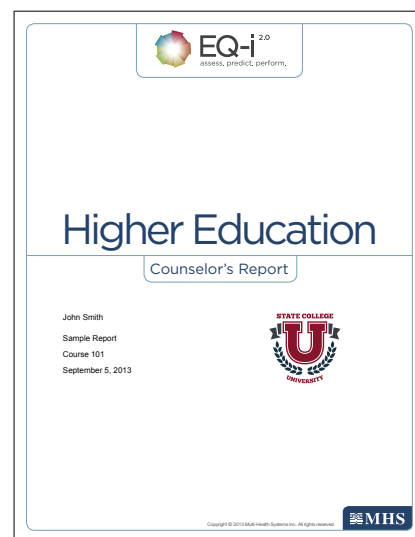 EQ-i 2.0
assess. predict. perform.
Higher Education
Counselor's Report
John Smith
Sample Report
Course 101
September 5, 2013
STATE COLLEGE
U
UNIVERSITY
Copyright © 2013 Multi-Health Systems Inc. All rights reserved.
MHS